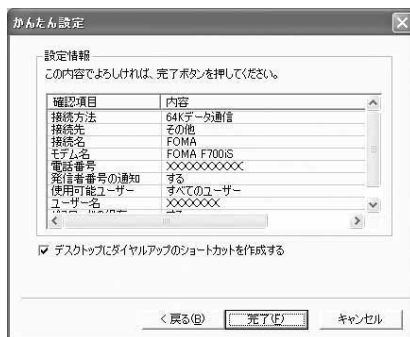 かんたん設定
設定情報
この内容でよろしければ、完了ボタンを押してください。
確認項目 内容
接続方法 64Kデータ通信
接続先 その他
接続名 FOMA
モデム名 FOMA F700iS
電話番号 XXXXXXXXXXX
発信者番号の通知 する
使用可能ユーザー すべてのユーザー
ユーザー名 XXXXXXX
デスクトップにダイヤルアップのショートカットを作成する
< 戻る(B) 完了(F) キャンセル